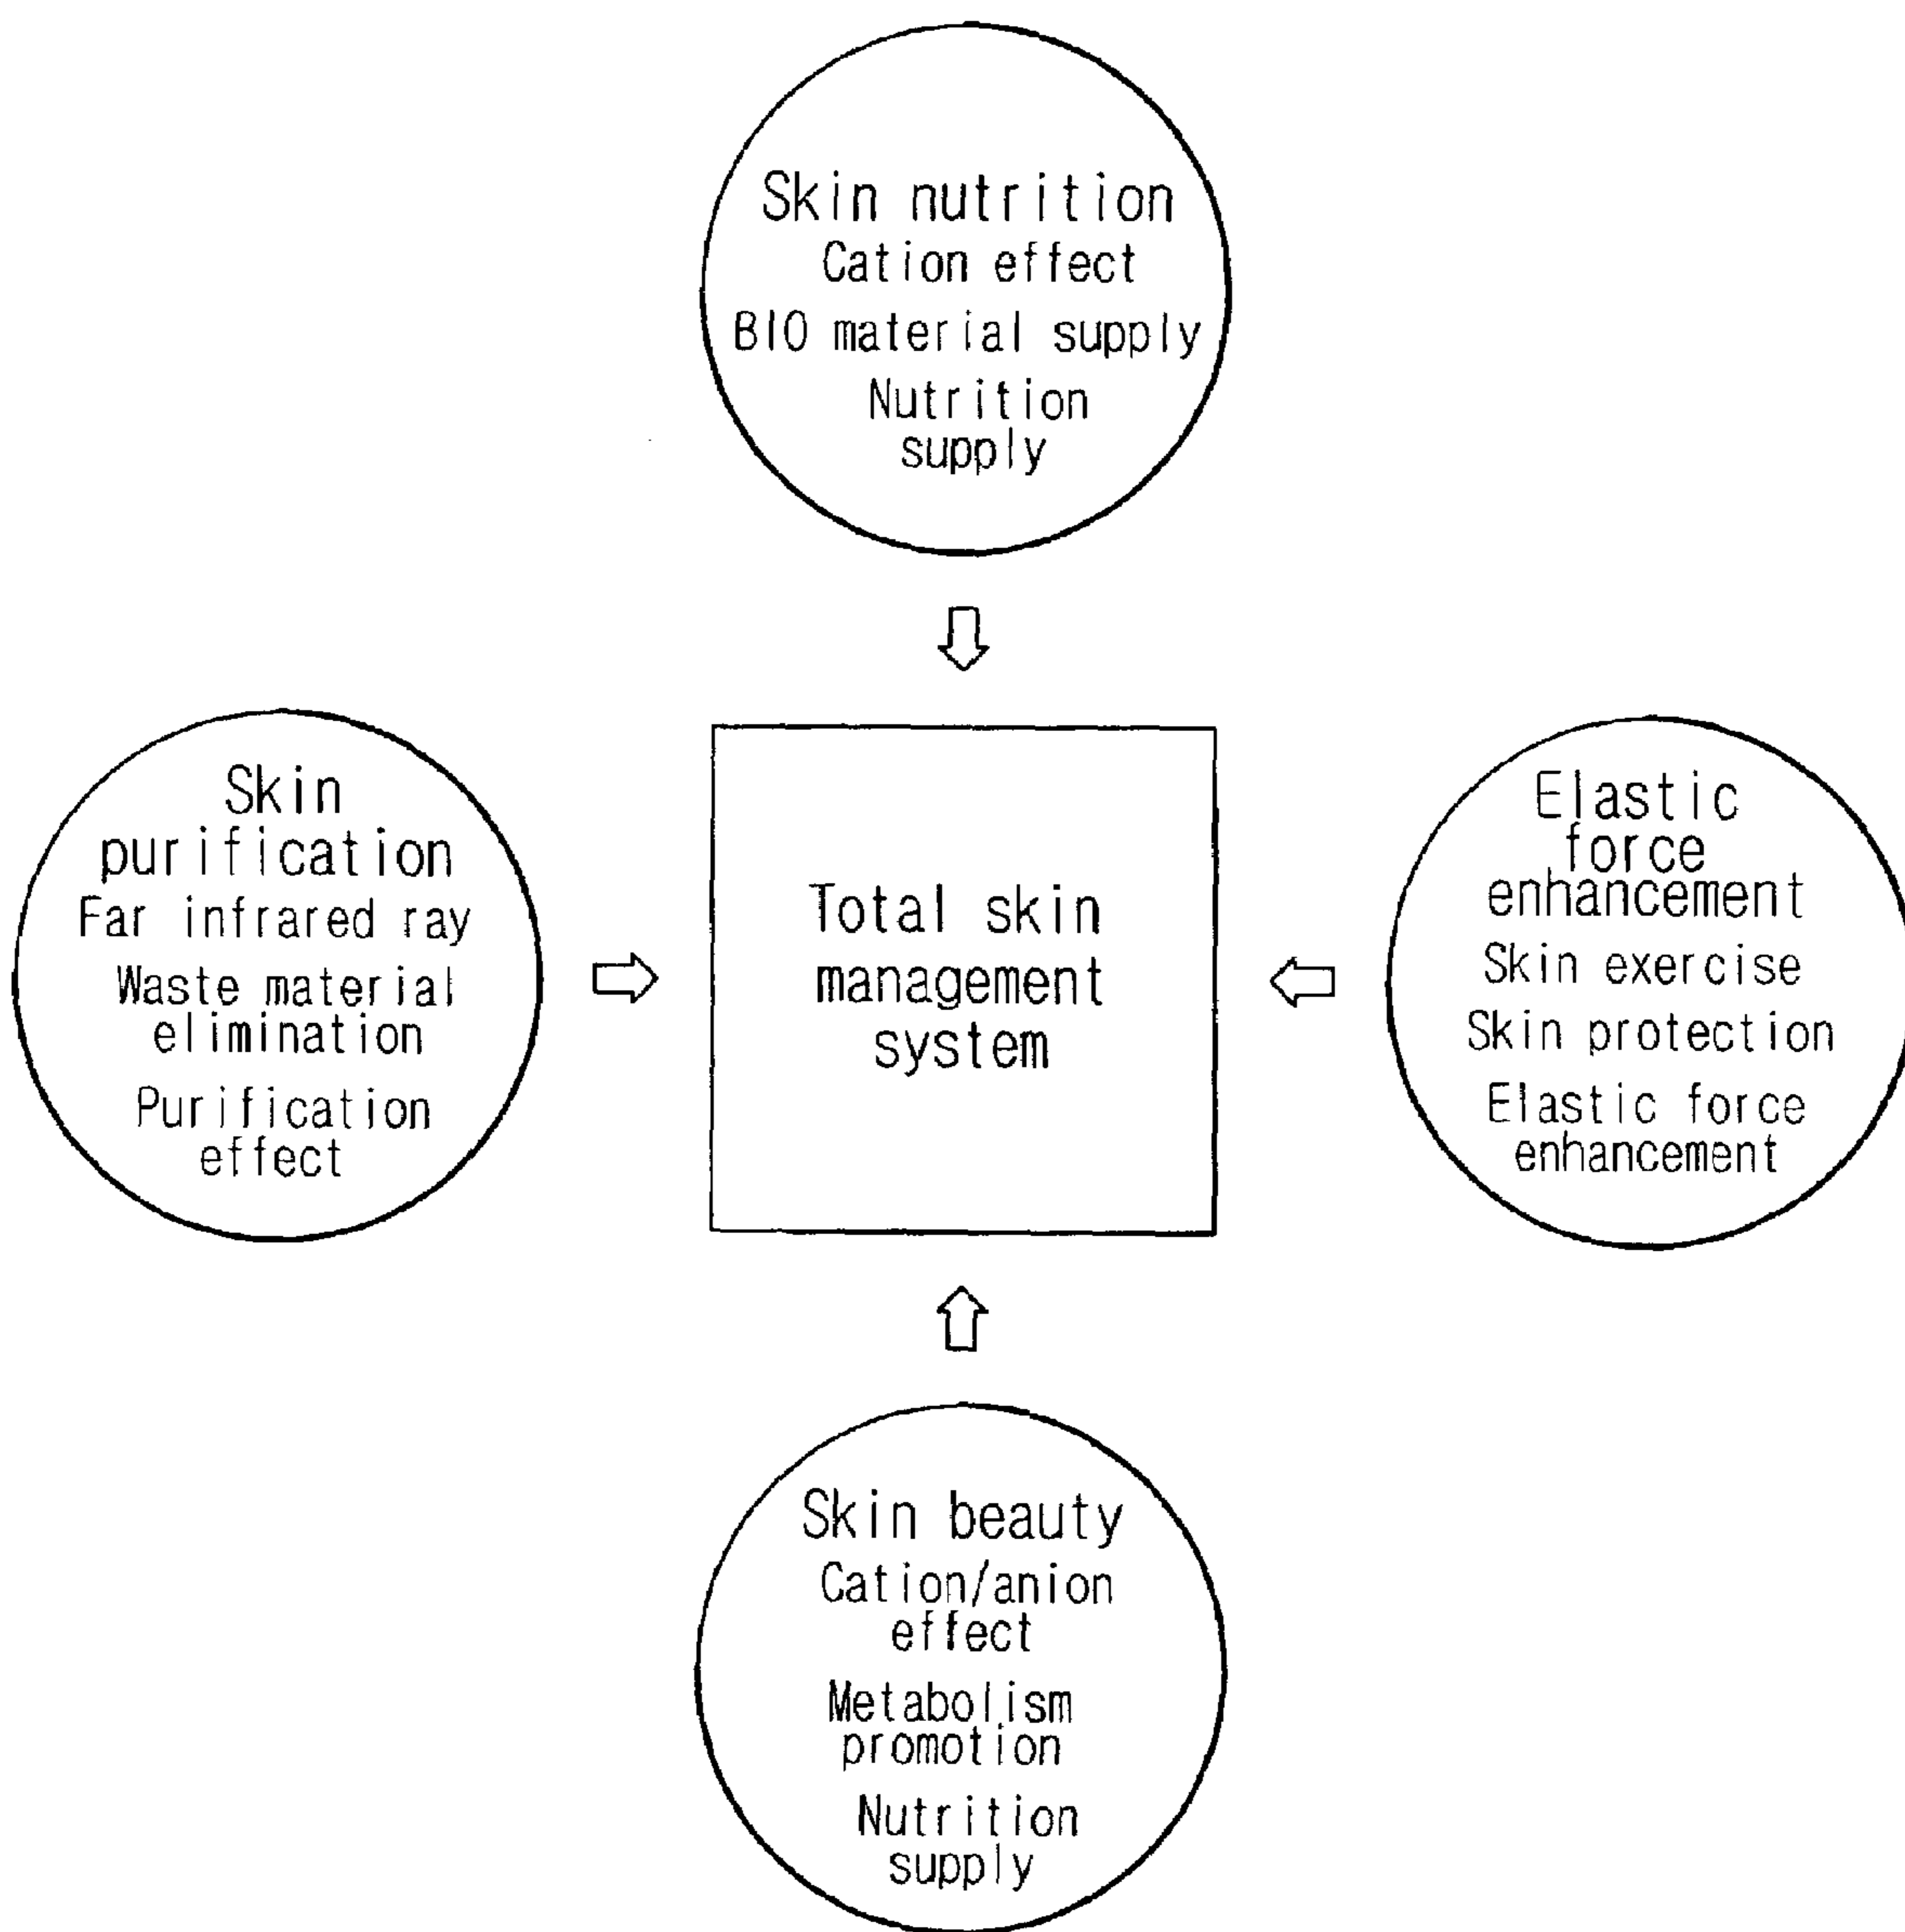 Skin nutrition
Cation effect
BIO material supply
Nutrition
supply
Skin
purification
Far infrared ray
Waste material
elimination
Purification
effect
Total skin
management
system
Elastic
force
enhancement
Skin exercise
Skin protection
Elastic force
enhancement
Skin beauty
Cation/anion
effect
Metabolism
promotion
Nutrition
supply